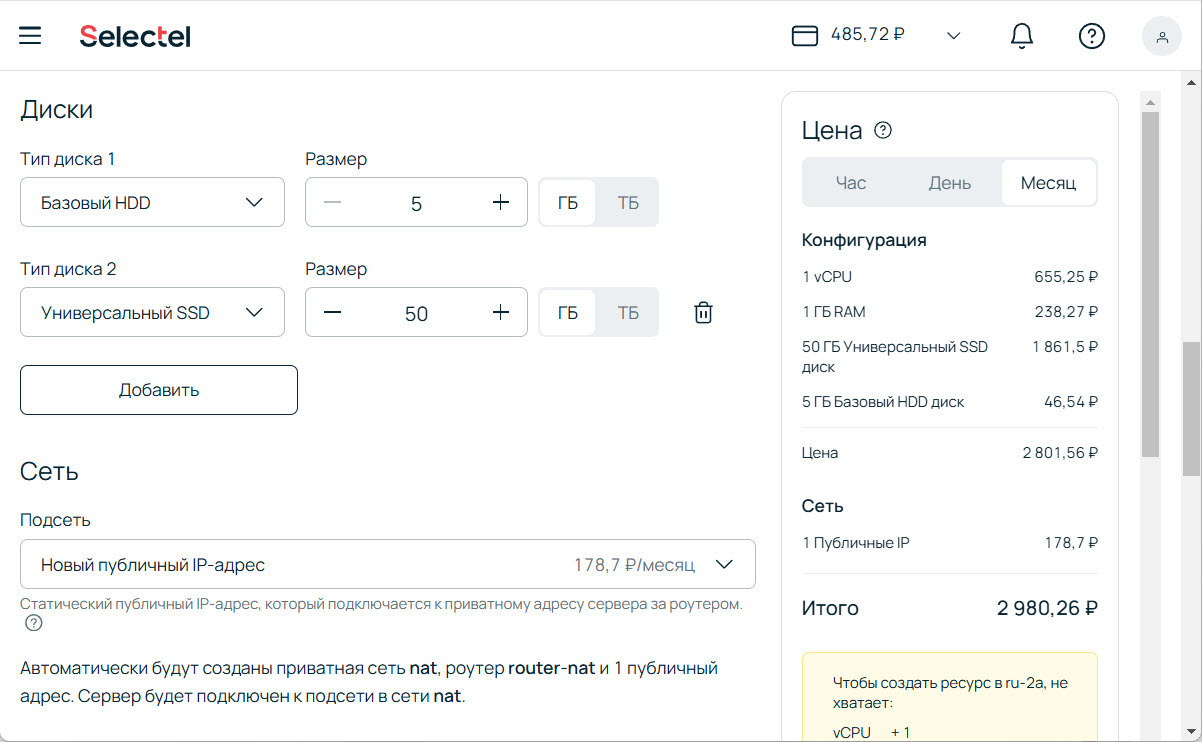 Selectel
485,72 ₽
Диски
Тип диска 1
Размер
Базовый HDD
5
ГБ
ТБ
Тип диска 2
Размер
Универсальный SSD
50
ГБ
ТБ
Добавить
Сеть
Подсеть
Новый публичный IP-адрес
178,7 ₽/месяц
Статический публичный IP-адрес, который подключается к приватному адресу сервера за роутером.
Автоматически будут созданы приватная сеть nat, роутер router-nat и 1 публичный
адрес. Сервер будет подключен к подсети в сети nat.
Цена
Час
День
Месяц
Конфигурация
1 vCPU
655,25 ₽
1 ГБ RAM
238,27 ₽
50 ГБ Универсальный SSD
диск
1 861,5 ₽
5 ГБ Базовый HDD диск
46,54 ₽
Цена
2 801,56 ₽
Сеть
1 Публичные IP
178,7 ₽
Итого
2 980,26 ₽
Чтобы создать ресурс в ru-2a, не
хватает:
vCPU + 1